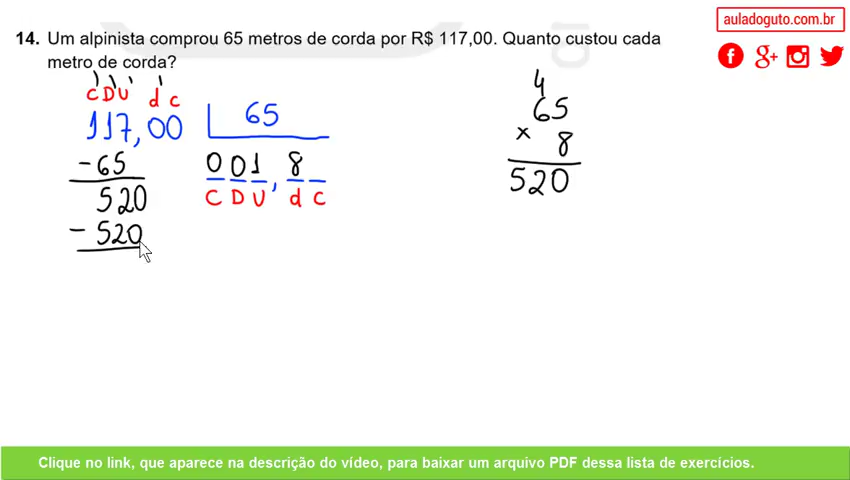 auladoguto.com.br
14. Um alpinista comprou 65 metros de corda por R$ 117,00. Quanto custou cada
metro de corda?
C D U d c
117,00 65
- 65 0 0 1, 8
C D U d c
520
- 520
4
65
x 8
520
Clique no link, que aparece na descrição do vídeo, para baixar um arquivo PDF dessa lista de exercícios.